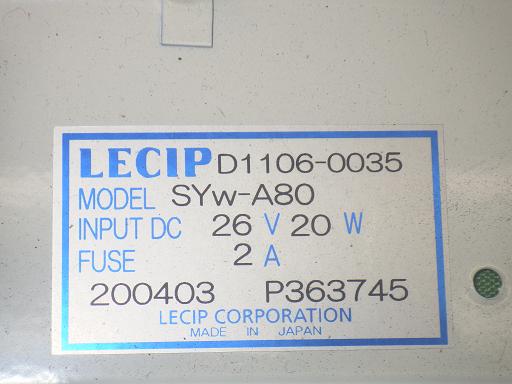 LECIP D1106-0035
MODEL SYw-A80
INPUT DC 26 V 20 W
FUSE 2 A
200403 P363745
LECIP CORPORATION
MADE IN JAPAN